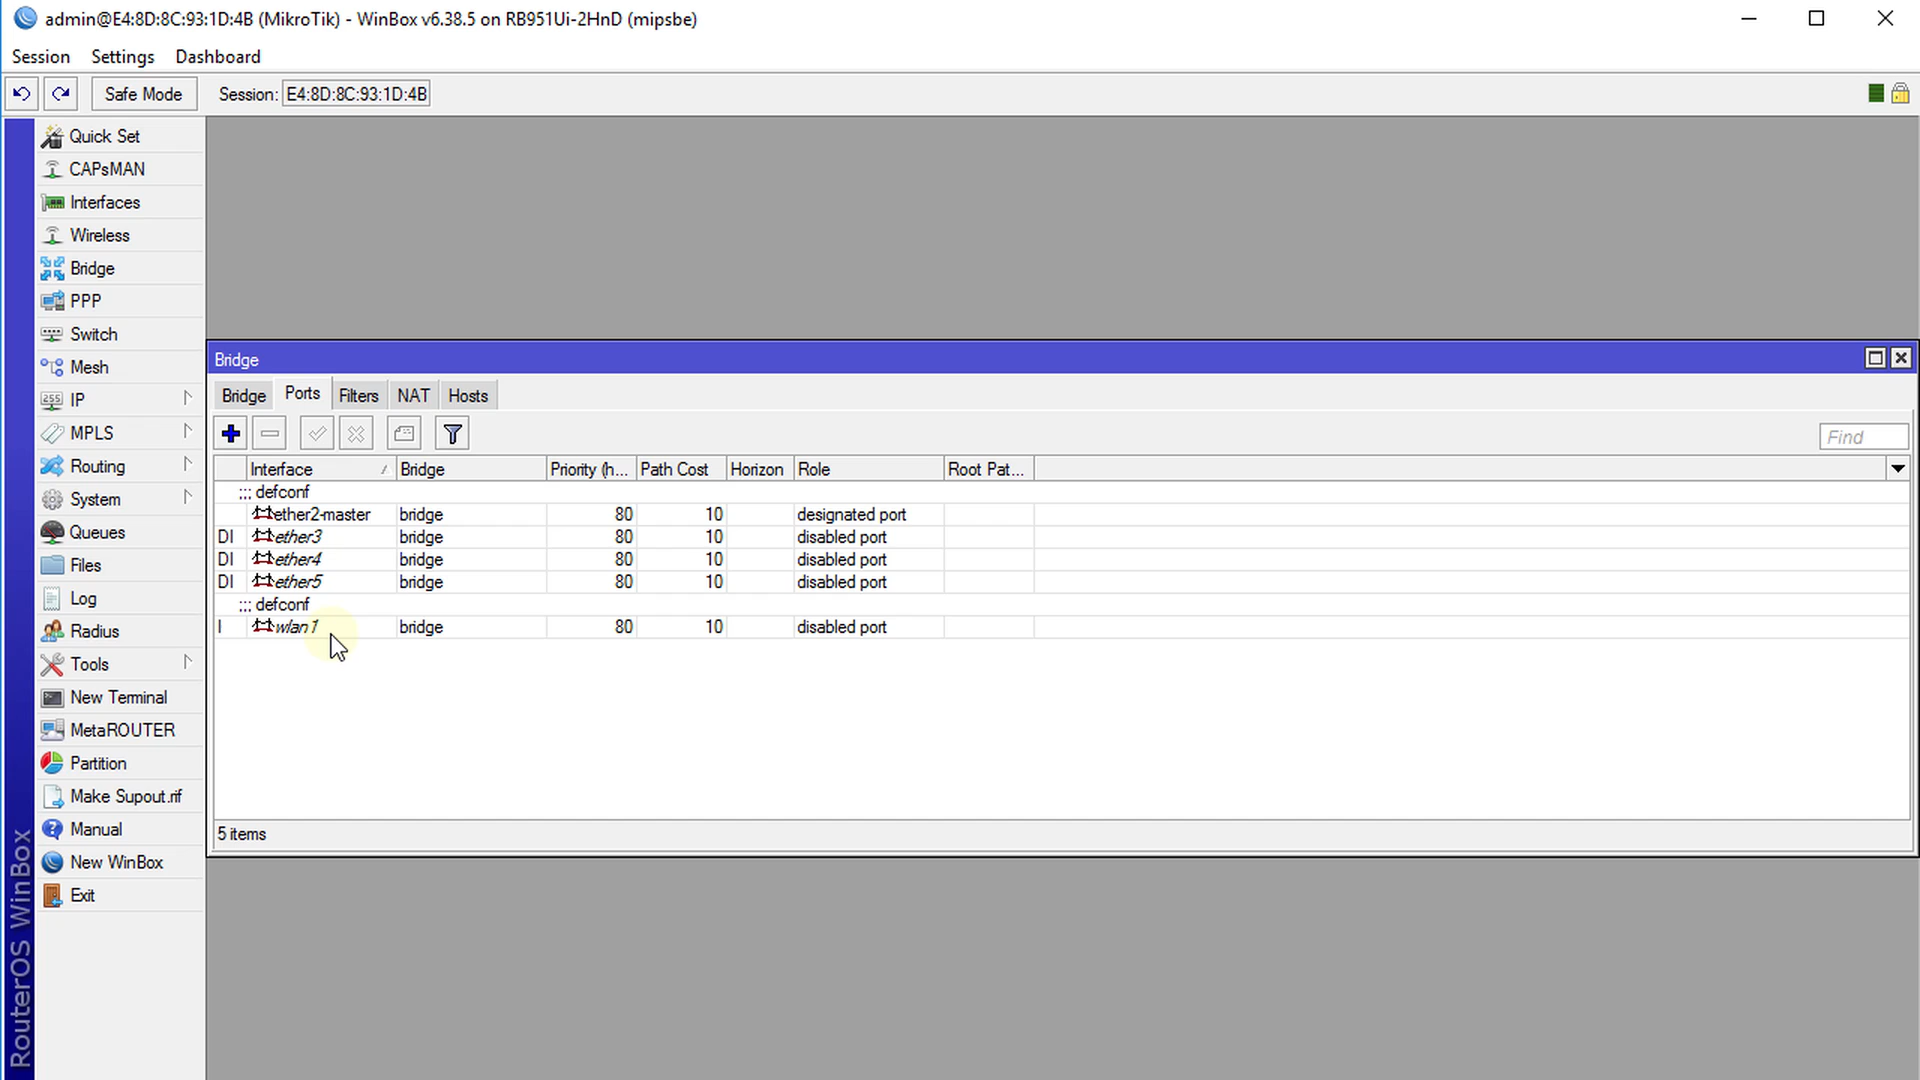 admin@E4:8D:8C:93:1D:4B (MikroTik) - WinBox v6.38.5 on RB951Ui-2HnD (mipsbe)
Session Settings Dashboard
Safe Mode Session: E4:8D:8C:93:1D:4B
Quick Set
CAPsMAN
Interfaces
Wireless
Bridge
PPP
Switch
Mesh
IP
MPLS
Routing
System
Queues
Files
Log
Radius
Tools
New Terminal
MetaROUTER
Partition
Make Supout.rif
Manual
New WinBox
Exit
RouterOS WinBox
Bridge
Bridge Ports Filters NAT Hosts
Find
Interface Bridge Priority (h... Path Cost Horizon Role Root Pat...
;;; defconf
ether2-master bridge 80 10 designated port
DI ether3 bridge 80 10 disabled port
DI ether4 bridge 80 10 disabled port
DI ether5 bridge 80 10 disabled port
;;; defconf
I wlan1 bridge 80 10 disabled port
5 items